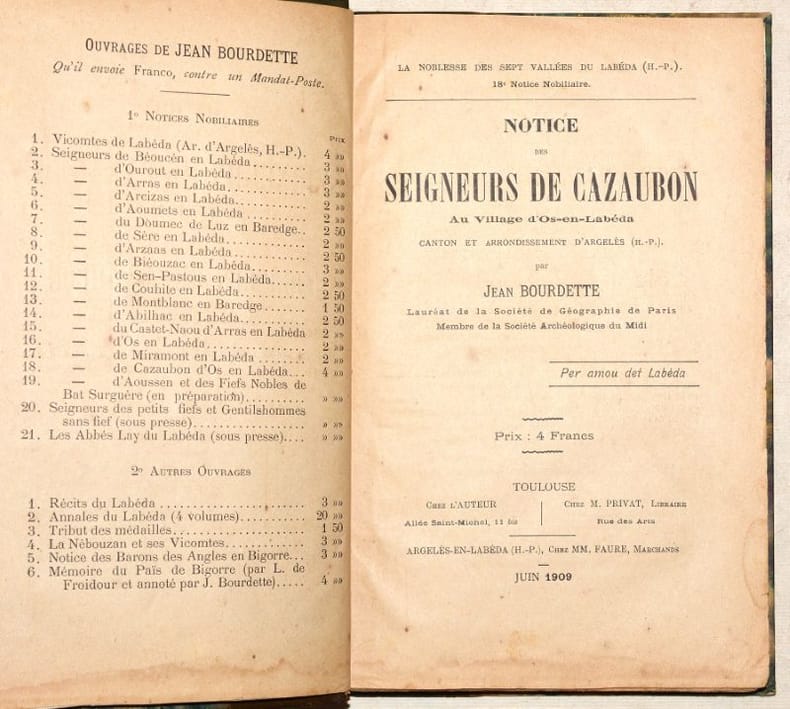 OUVRAGES DE JEAN BOURDETTE
Qu'il envoie Franco, contre un Mandat-Poste.
1º NOTICES NOBILIAIRES
PRIX
1. Vicomtes de Labéda (Ar. d'Argelès, H.-P.). 4 »»
2. Seigneurs de Béoucén en Labéda......... 3 »»
3. — d'Ourout en Labéda......... 3 »»
4. — d'Arras en Labéda......... 3 »»
5. — d'Arcizas en Labéda......... 2 »»
6. — d'Aoumets en Labéda ......... 2 »»
7. — du Doumec de Luz en Baredge.. 2 50
8. — de Sère en Labéda......... 2 »»
9. — d'Arzaas en Labéda......... 2 50
10. — de Biéouzac en Labéda......... 3 »»
11. — de Sen-Pastous en Labéda...... 2 »»
12. — de Couhite en Labéda......... 2 50
13. — de Montblanc en Baredge....... 1 50
14. — d'Abilhac en Labéda......... 2 50
15. — du Castet-Naou d'Arras en Labéda 2 »»
16. — d'Os en Labéda......... 2 »»
17. — de Miramont en Labéda ....... 2 »»
18. — de Cazaubon d'Os en Labéda... 4 »»
19. — d'Aoussen et des Fiefs Nobles de
Bat Surguère (en préparation).......... » »»
20. Seigneurs des petits fiefs et Gentilshommes
sans fief (sous presse)................ » »»
21. Les Abbés Lay du Labéda (sous presse).... » »»
2º AUTRES OUVRAGES
1. Récits du Labéda .................... 3 »»
2. Annales du Labéda (4 volumes)........... 20 »»
3. Tribut des médailles.................... 1 50
4. La Nébouzan et ses Vicomtes............. 3 »»
5. Notice des Barons des Angles en Bigorre... 3 »»
6. Mémoire du Païs de Bigorre (par L. de
Froidour et annoté par J. Bourdette)..... 4 »»
LA NOBLESSE DES SEPT VALLÉES DU LABÉDA (H.-P.).
18e Notice Nobiliaire.
NOTICE
DES
SEIGNEURS DE CAZAUBON
Au Village d'Os-en-Labéda
CANTON ET ARRONDISSEMENT D'ARGELÈS (H.-P.).
par
JEAN BOURDETTE
Lauréat de la Société de Géographie de Paris
Membre de la Société Archéologique du Midi
Per amou det Labéda
Prix : 4 Francs
TOULOUSE
CHEZ L'AUTEUR
Allée Saint-Michel, 11 bis
CHEZ M. PRIVAT, LIBRAIRE
Rue des Arts
ARGELÈS-EN-LABÉDA (H.-P.), CHEZ MM. FAURE, MARCHANDS
JUIN 1909